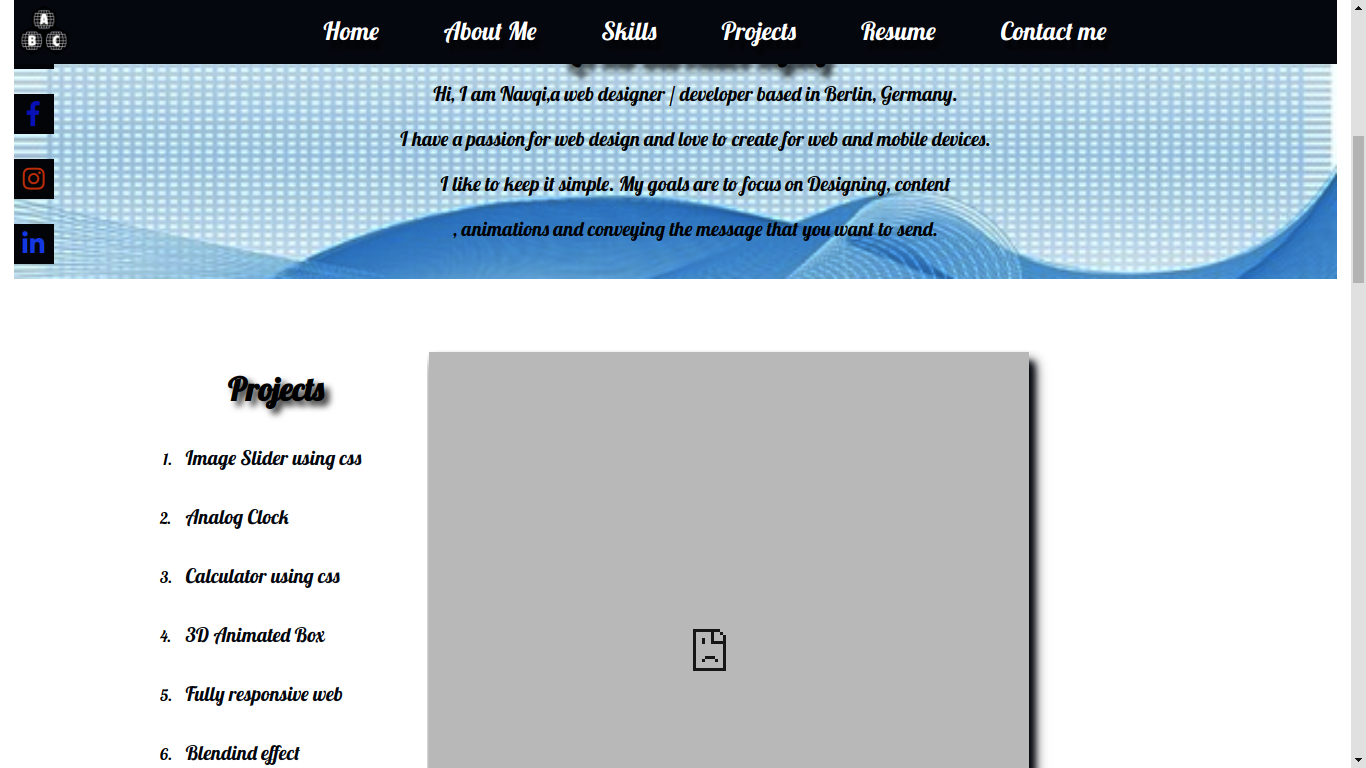 A
B C
Home About Me Skills Projects Resume Contact me
Hi, I am Navqi,a web designer / developer based in Berlin, Germany.
I have a passion for web design and love to create for web and mobile devices.
I like to keep it simple. My goals are to focus on Designing, content
, animations and conveying the message that you want to send.
Projects
1. Image Slider using css
2. Analog Clock
3. Calculator using css
4. 3D Animated Box
5. Fully responsive web
6. Blendind effect